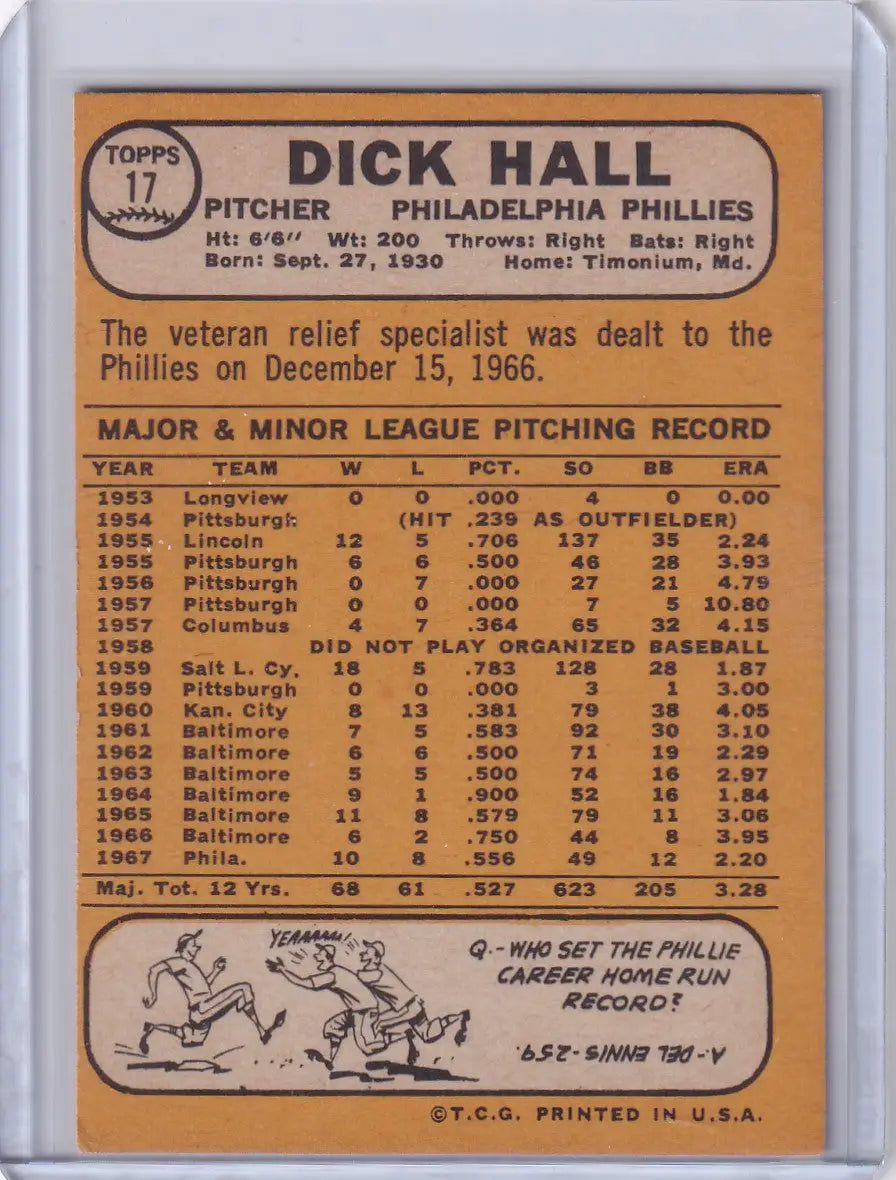 TOPPS
17
DICK HALL
PITCHER PHILADELPHIA PHILLIES
Ht: 6'6" Wt: 200 Throws: Right Bats: Right
Born: Sept. 27, 1930 Home: Timonium, Md.
The veteran relief specialist was dealt to the
Phillies on December 15, 1966.
MAJOR & MINOR LEAGUE PITCHING RECORD
YEAR TEAM W L PCT. SO BB ERA
1953 Longview 0 0 .000 4 0 0.00
1954 Pittsburgh (HIT .239 AS OUTFIELDER)
1955 Lincoln 12 5 .706 137 35 2.24
1955 Pittsburgh 6 6 .500 46 28 3.93
1956 Pittsburgh 0 7 .000 27 21 4.79
1957 Pittsburgh 0 0 .000 7 5 10.80
1957 Columbus 4 7 .364 65 32 4.15
1958 DID NOT PLAY ORGANIZED BASEBALL
1959 Salt L. Cy. 18 5 .783 128 28 1.87
1959 Pittsburgh 0 0 .000 3 1 3.00
1960 Kan. City 8 13 .381 79 38 4.05
1961 Baltimore 7 5 .583 92 30 3.10
1962 Baltimore 6 6 .500 71 19 2.29
1963 Baltimore 5 5 .500 74 16 2.97
1964 Baltimore 9 1 .900 52 16 1.84
1965 Baltimore 11 8 .579 79 11 3.06
1966 Baltimore 6 2 .750 44 8 3.95
1967 Phila. 10 8 .556 49 12 2.20
Maj. Tot. 12 Yrs. 68 61 .527 623 205 3.28
YEAAAAA!
Q.- WHO SET THE PHILLIE
CAREER HOME RUN
RECORD?
A- DEL ENNIS - 259.
©T.C.G. PRINTED IN U.S.A.